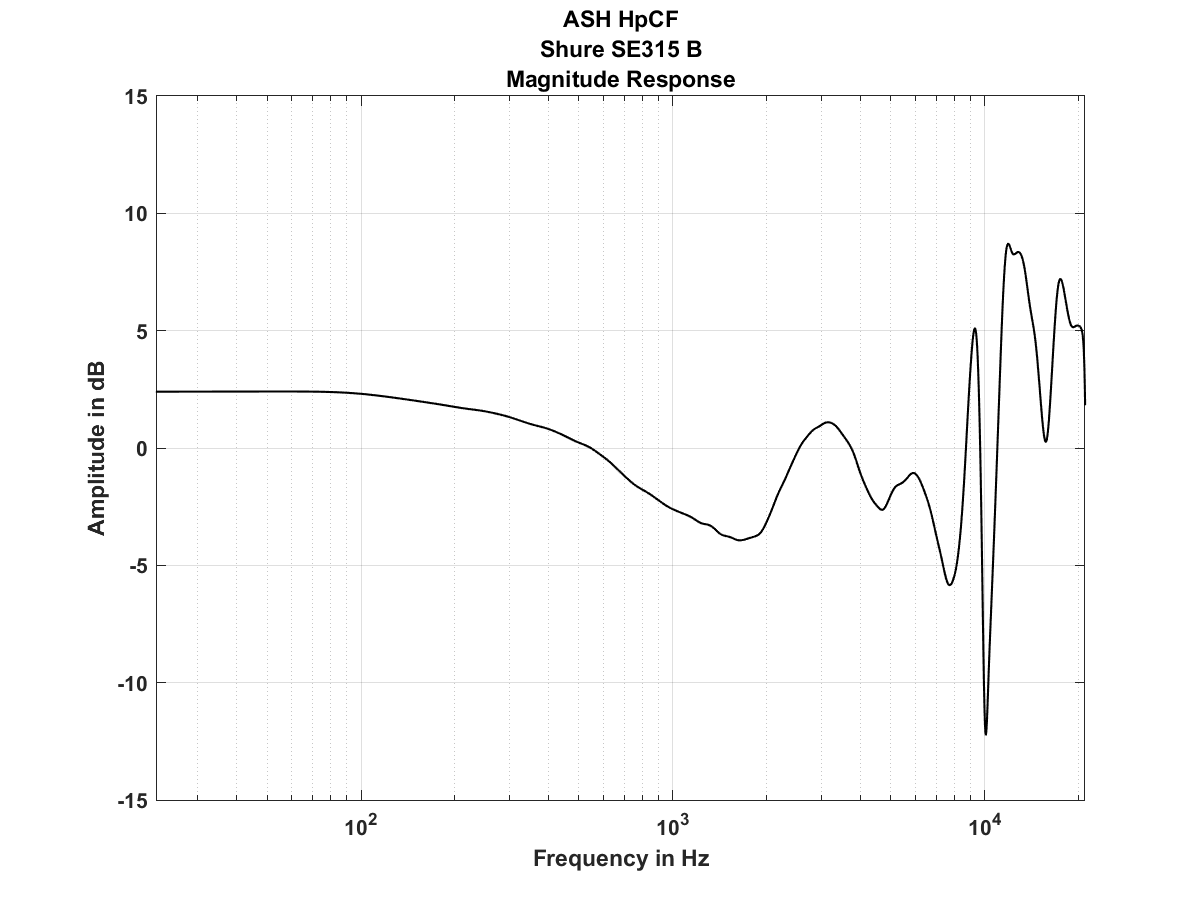 ASH HpCF
Shure SE315 B
Magnitude Response
15
10
5
0
-5
-10
-15
Amplitude in dB
10²
10³
10⁴
Frequency in Hz